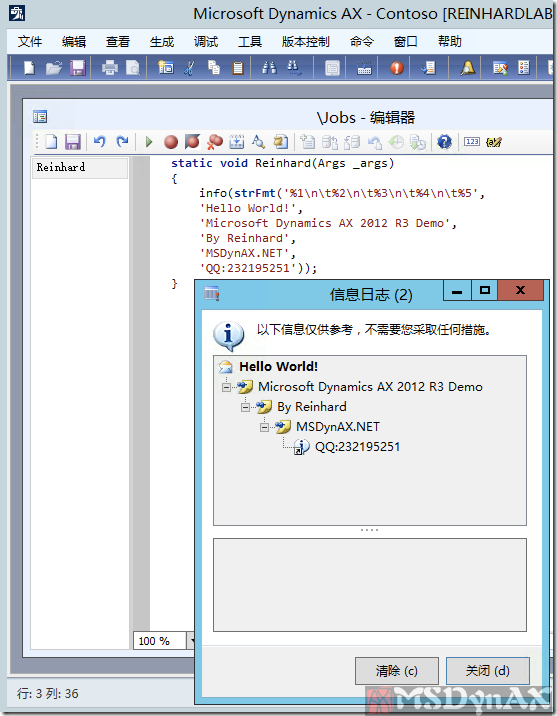 Microsoft Dynamics AX - Contoso [REINHARDLAB
文件 编辑 查看 生成 调试 工具 版本控制 命令 窗口 帮助
\Jobs - 编辑器
Reinhard
static void Reinhard(Args _args)
{
info(strFmt('%1\n\t%2\n\t%3\n\t%4\n\t%5',
'Hello World!',
'Microsoft Dynamics AX 2012 R3 Demo',
'By Reinhard',
'MSDynAX.NET',
'QQ:232195251'));
}
信息日志 (2)
以下信息仅供参考，不需要您采取任何措施。
Hello World!
Microsoft Dynamics AX 2012 R3 Demo
By Reinhard
MSDynAX.NET
QQ:232195251
100 %
清除 (c) 关闭 (d)
行: 3 列: 36
MSDynAX